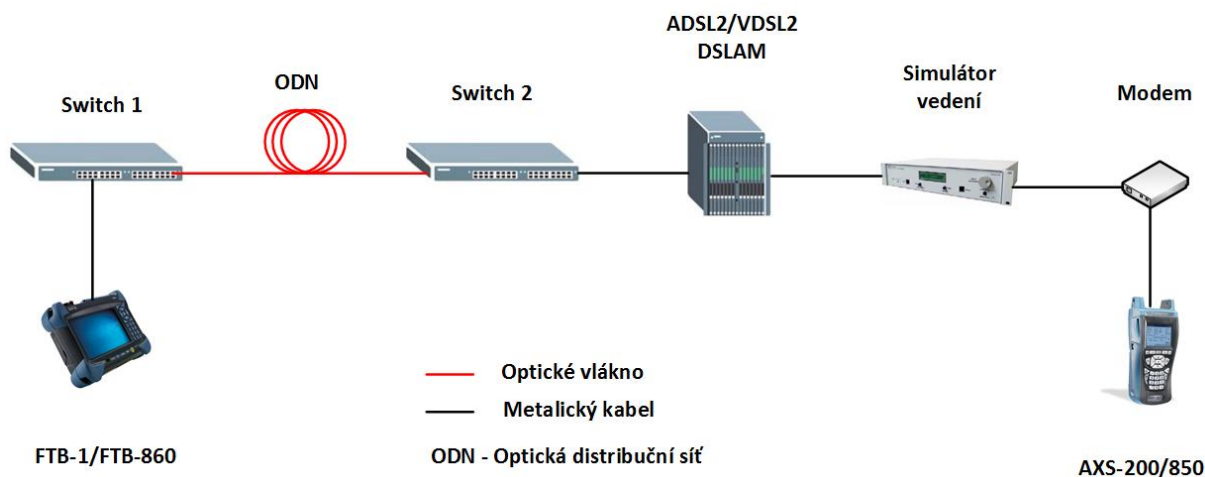 ADSL2/VDSL2
DSLAM
Simulátor
vedení
ODN
Switch 1
Switch 2
Modem
Optické vlákno
Metalický kabel
FTB-1/FTB-860
ODN - Optická distribuční síť
AXS-200/850